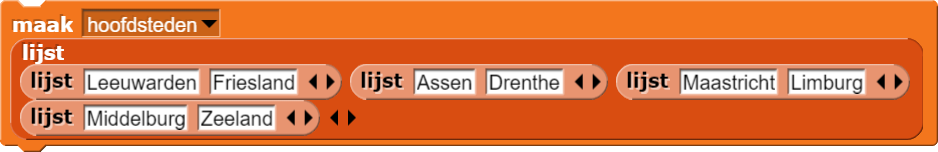 maak hoofdsteden
lijst
lijst Leeuwarden Friesland lijst Assen Drenthe lijst Maastricht Limburg
lijst Middelburg Zeeland